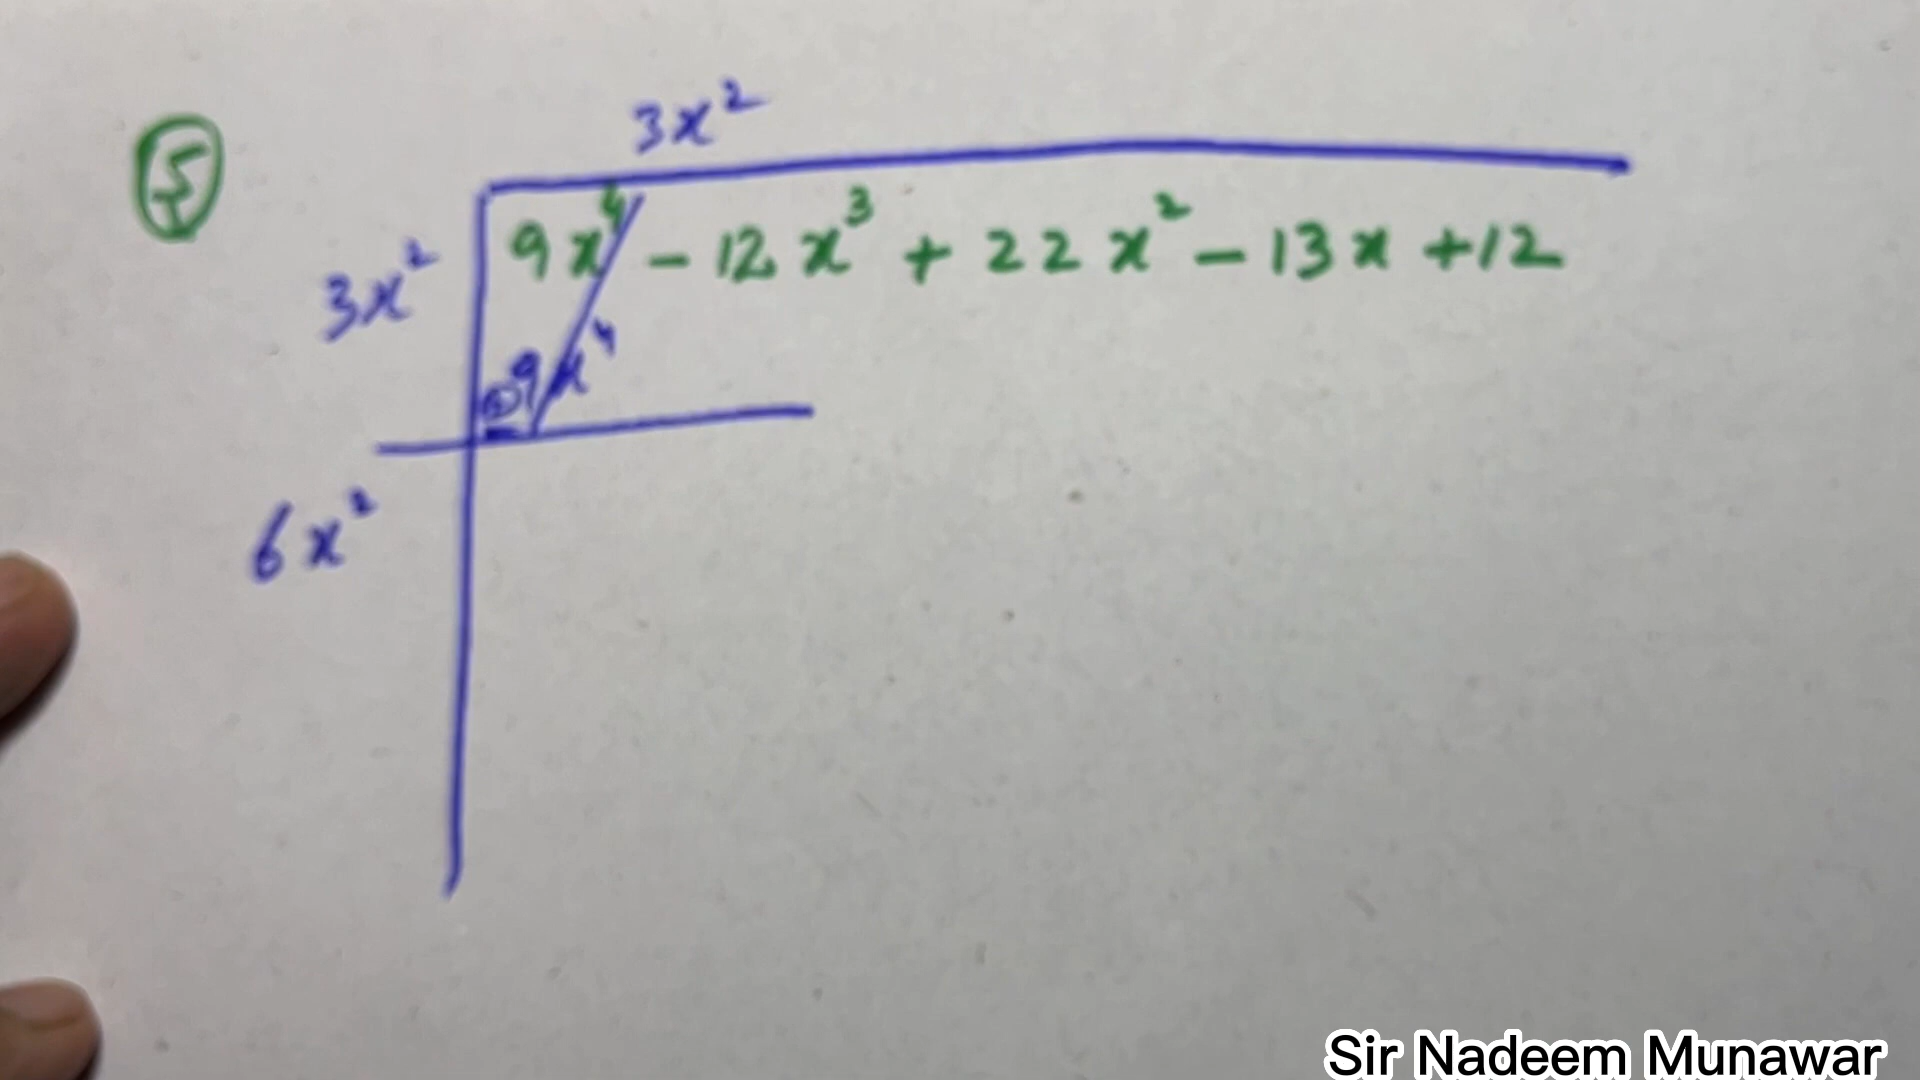 5
3x²
3x² 9x⁴ - 12x³ + 22x² - 13x + 12
9x⁴
6x²
Sir Nadeem Munawar